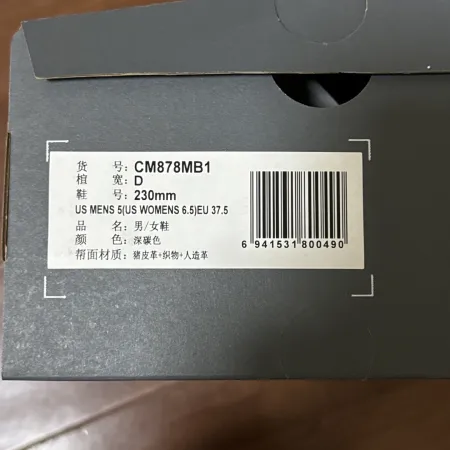 货 号: CM878MB1
楦 宽: D
鞋 号: 230mm
US MENS 5(US WOMENS 6.5)EU 37.5
品 名: 男/女鞋
颜 色: 深碳色
帮面材质: 猪皮革+织物+人造革
6 941531 800490